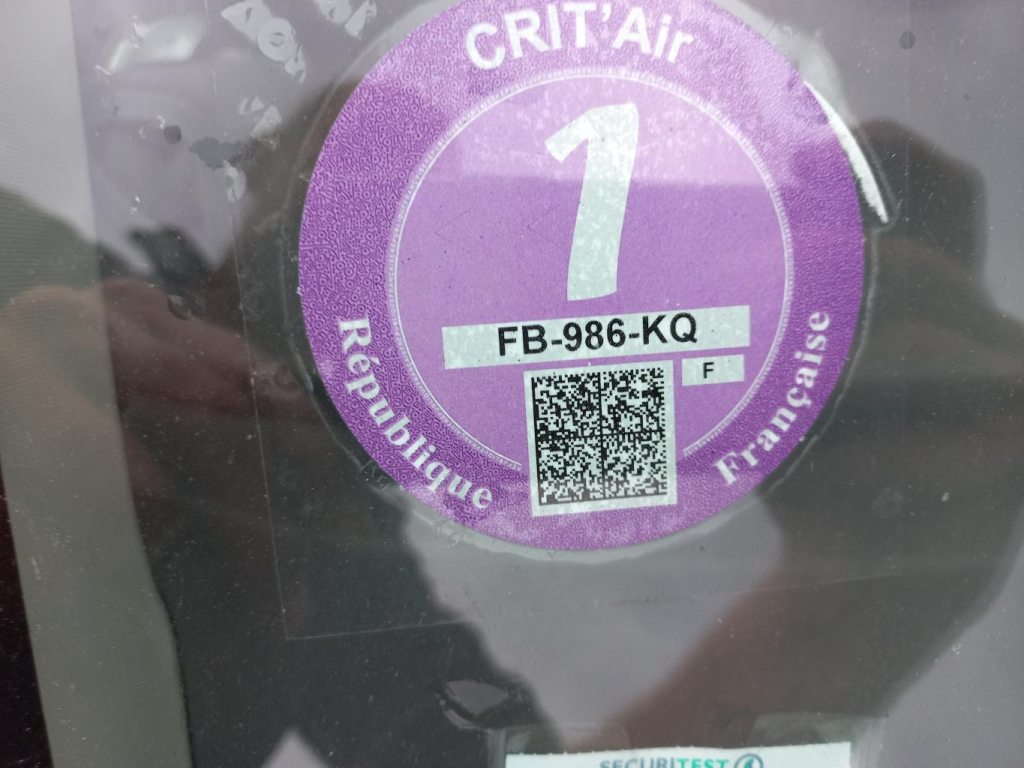 CRIT'Air
1
FB-986-KQ
F
République Française
SECURITEST